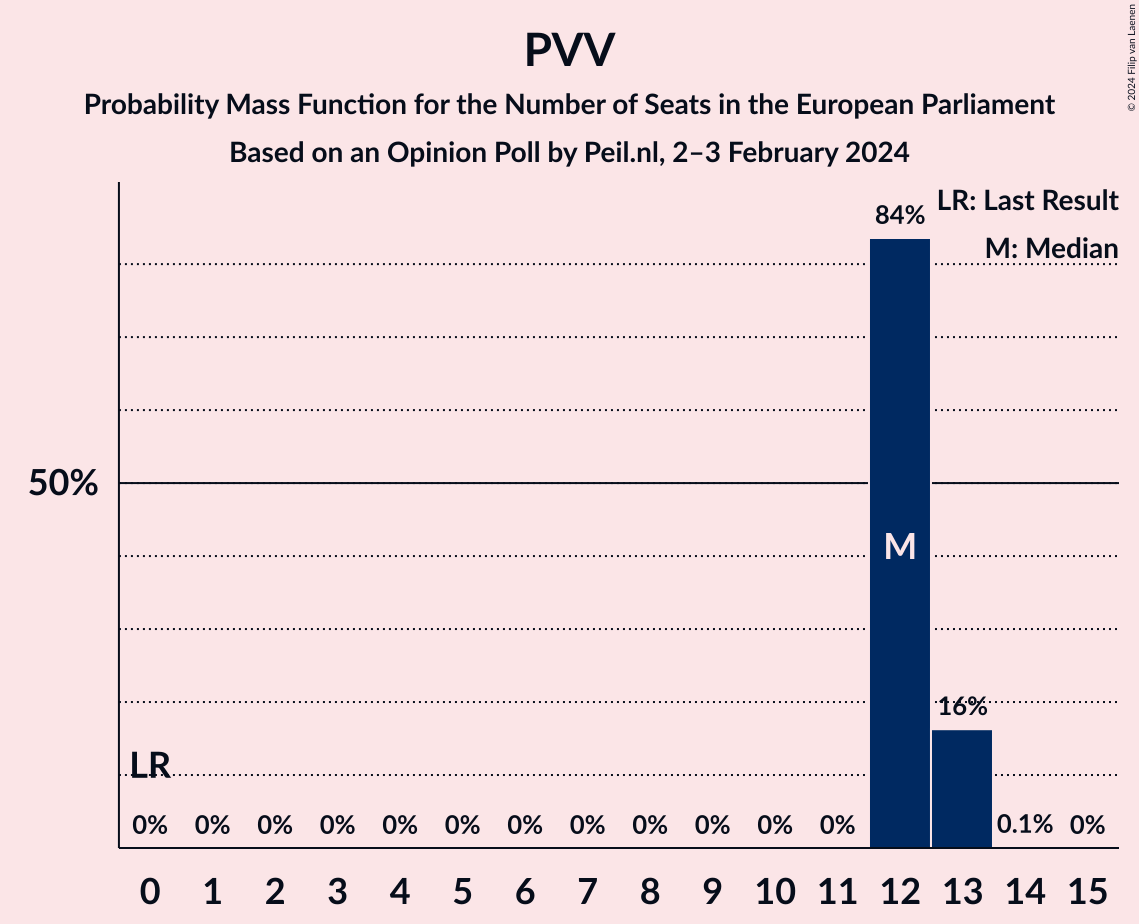 PVV
Probability Mass Function for the Number of Seats in the European Parliament
Based on an Opinion Poll by Peil.nl, 2–3 February 2024
© 2024 Filip van Laenen
LR: Last Result
M: Median
84%
50%
M
16%
LR
0% 0% 0% 0% 0% 0% 0% 0% 0% 0% 0% 0% 0.1% 0%
0 1 2 3 4 5 6 7 8 9 10 11 12 13 14 15